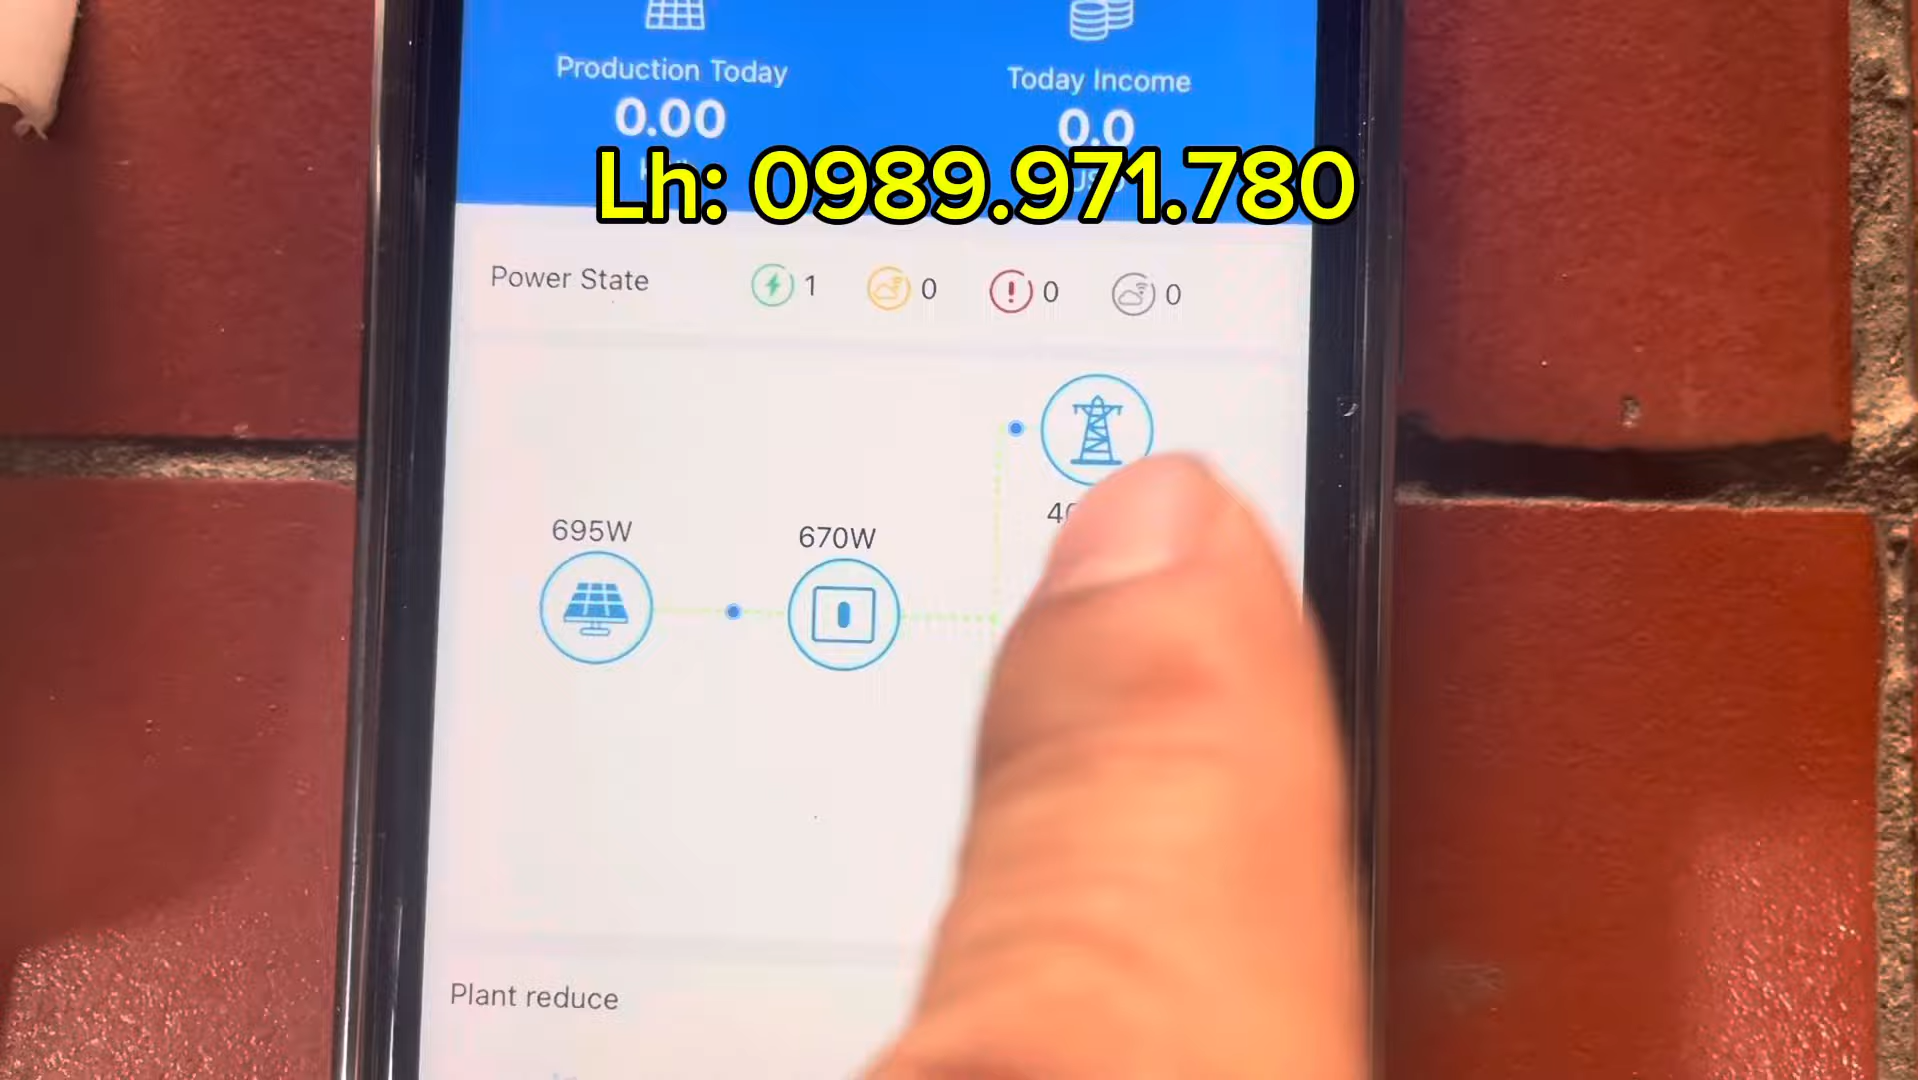 Production Today
0.00
Today Income
0.0
Lh: 0989.971.780
Power State
1
0
0
0
695W
670W
Plant reduce